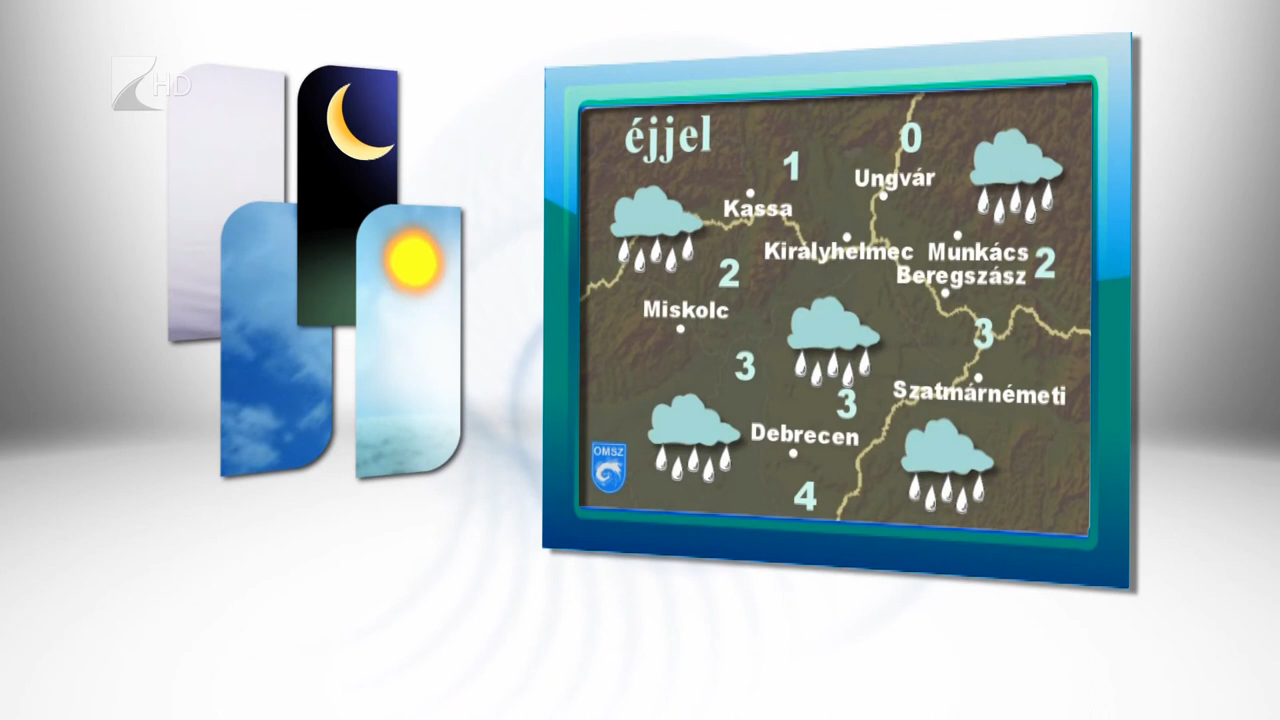 HD
éjjel
0
1
Ungvár
Kassa
Királyhelmec
Munkács
2
Beregszász
2
Miskolc
3
3
Szatmárnémeti
3
Debrecen
OMSZ
4